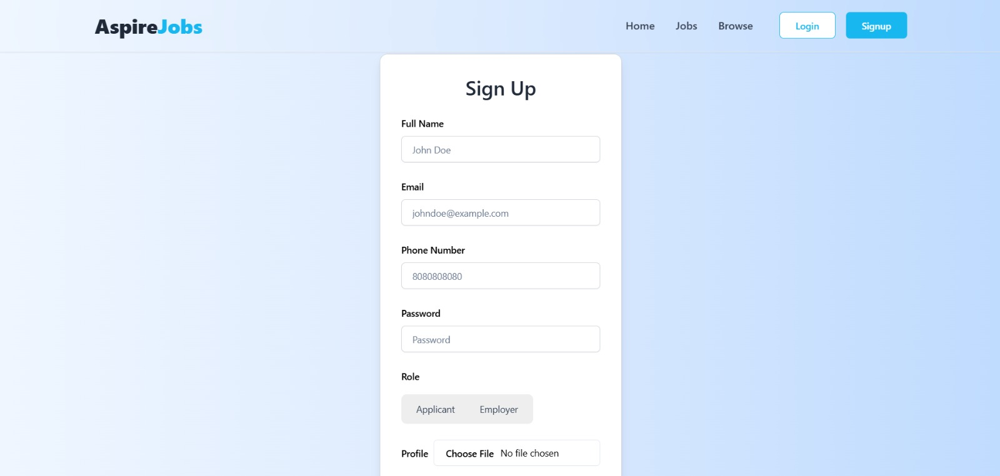 AspireJobs
Home Jobs Browse Login Signup
Sign Up
Full Name
John Doe
Email
johndoe@example.com
Phone Number
8080808080
Password
Password
Role
Applicant Employer
Profile Choose File No file chosen